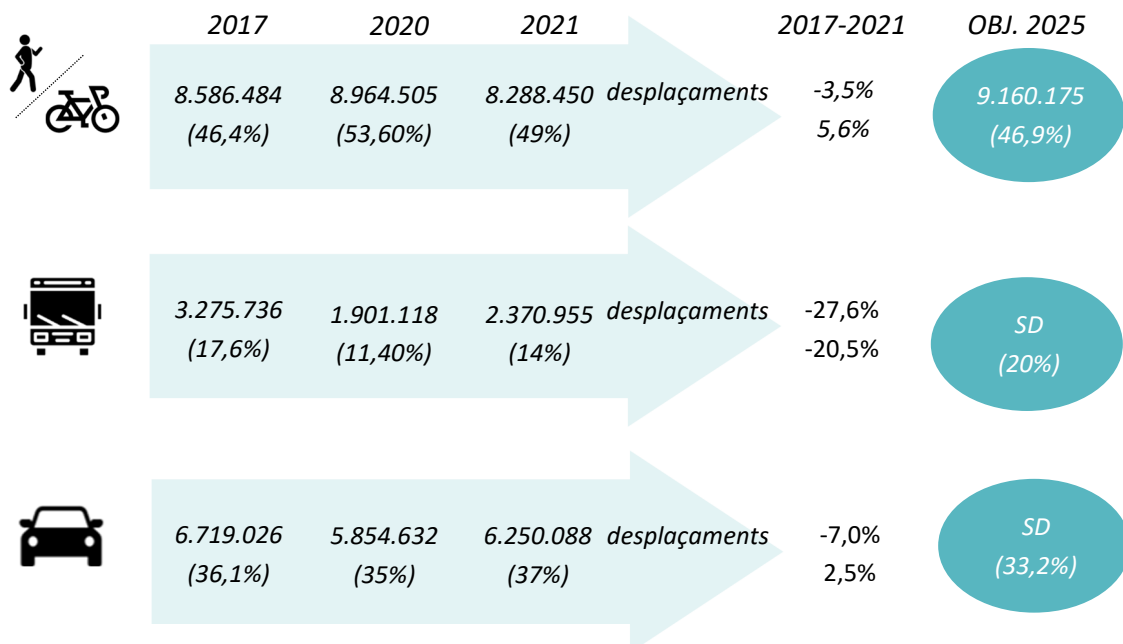 2017 2020 2021 2017-2021 OBJ. 2025
8.586.484 8.964.505 8.288.450 desplaçaments -3,5% 9.160.175
(46,4%) (53,60%) (49%) 5,6% (46,9%)
3.275.736 1.901.118 2.370.955 desplaçaments -27,6% SD
(17,6%) (11,40%) (14%) -20,5% (20%)
6.719.026 5.854.632 6.250.088 desplaçaments -7,0% SD
(36,1%) (35%) (37%) 2,5% (33,2%)